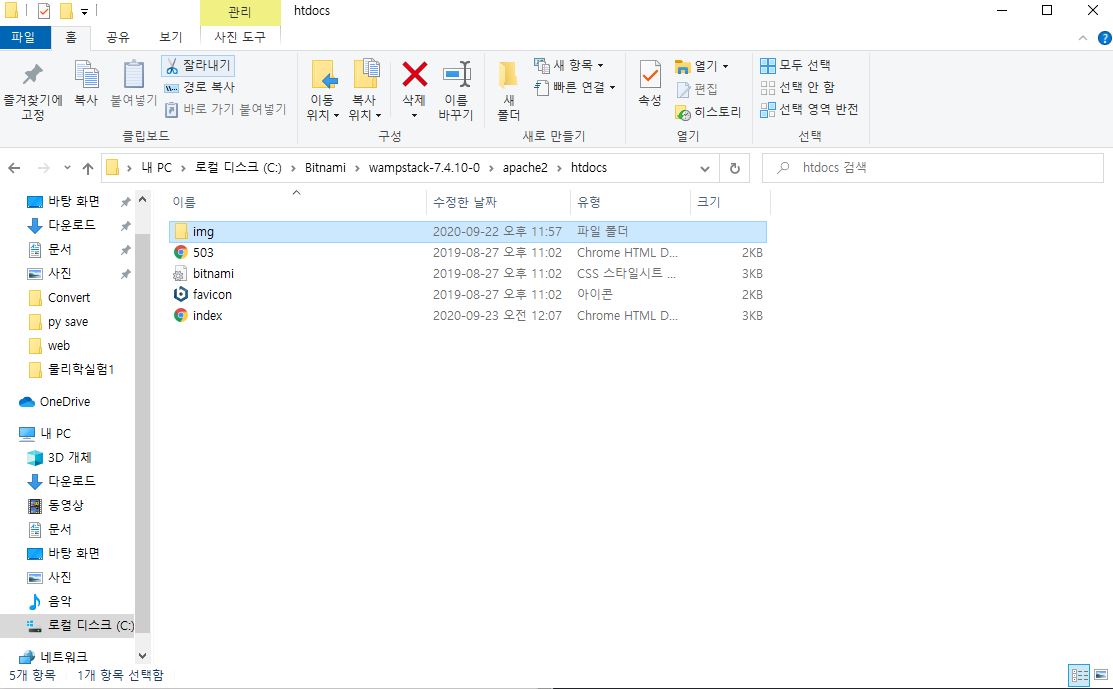 관리
htdocs
파일
홈
공유
보기
사진 도구
즐겨찾기에
고정
복사
붙여넣기
잘라내기
경로 복사
바로 가기 붙여넣기
클립보드
이동
위치
복사
위치
삭제
이름
바꾸기
구성
새
폴더
새 항목
빠른 연결
새로 만들기
속성
열기
편집
히스토리
열기
모두 선택
선택 안 함
선택 영역 반전
선택
내 PC > 로컬 디스크 (C:) > Bitnami > wampstack-7.4.10-0 > apache2 > htdocs
htdocs 검색
바탕 화면
다운로드
문서
사진
Convert
py save
web
물리학실험1
OneDrive
내 PC
3D 개체
다운로드
동영상
문서
바탕 화면
사진
음악
로컬 디스크 (C:)
네트워크
이름 수정한 날짜 유형 크기
img 2020-09-22 오후 11:57 파일 폴더
503 2019-08-27 오후 11:02 Chrome HTML D... 2KB
bitnami 2019-08-27 오후 11:02 CSS 스타일시트 ... 3KB
favicon 2019-08-27 오후 11:02 아이콘 2KB
index 2020-09-23 오전 12:07 Chrome HTML D... 3KB
5개 항목 1개 항목 선택함